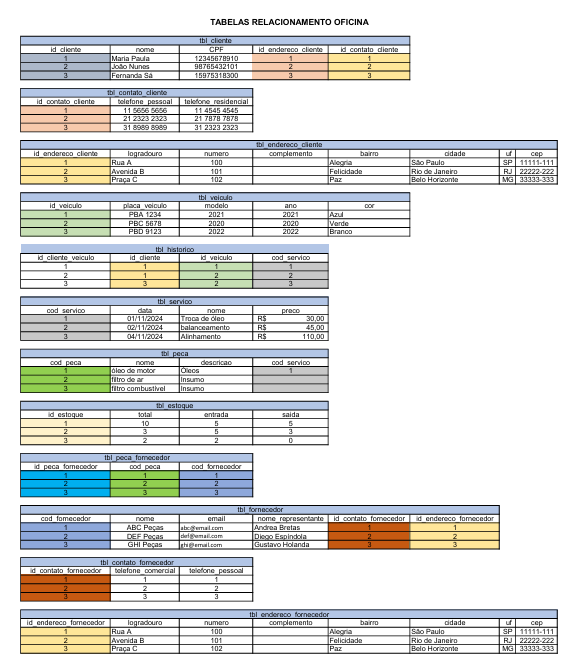 TABELAS RELACIONAMENTO OFICINA
tbl_cliente
id_cliente nome CPF id_endereco_cliente id_contato_cliente
1 Maria Paula 12345678910 1 1
2 João Nunes 98765432101 2 2
3 Fernanda Sá 15975318300 3 3
tbl_contato_cliente
id_contato_cliente telefone_pessoal telefone_residencial
1 11 5656 5656 11 4545 4545
2 21 2323 2323 21 7878 7878
3 31 8989 8989 31 2323 2323
tbl_endereco_cliente
id_endereco_cliente logradouro numero complemento bairro cidade uf cep
1 Rua A 100 Alegria São Paulo SP 11111-111
2 Avenida B 101 Felicidade Rio de Janeiro RJ 22222-222
3 Praça C 102 Paz Belo Horizonte MG 33333-333
tbl_veiculo
id_veiculo placa_veiculo modelo ano cor
1 PBA 1234 2021 2021 Azul
2 PBC 5678 2020 2020 Verde
3 PBD 9123 2022 2022 Branco
tbl_historico
id_cliente_veiculo id_cliente id_veiculo cod_servico
1 1 1 1
2 1 2 2
3 3 2 3
tbl_servico
cod_servico data nome preco
1 01/11/2024 Troca de óleo R$ 30,00
2 02/11/2024 balanceamento R$ 45,00
3 04/11/2024 Alinhamento R$ 110,00
tbl_peca
cod_peca nome descricao cod_servico
1 óleo de motor Óleos 1
2 filtro de ar Insumo
3 filtro combustível Insumo
tbl_estoque
id_estoque total entrada saida
1 10 5 5
2 3 5 3
3 2 2 0
tbl_peca_fornecedor
id_peca_fornecedor cod_peca cod_fornecedor
1 1 1
2 2 2
3 3 3
tbl_fornecedor
cod_fornecedor nome email nome_representante id_contato_fornecedor id_endereco_fornecedor
1 ABC Peças abc@email.com Andrea Bretas 1 1
2 DEF Peças def@email.com Diego Espíndola 2 2
3 GHI Peças ghi@email.com Gustavo Holanda 3 3
tbl_contato_fornecedor
id_contato_fornecedor telefone_comercial telefone_pessoal
1 1 1
2 2 2
3 3 3
tbl_endereco_fornecedor
id_endereco_fornecedor logradouro numero complemento bairro cidade uf cep
1 Rua A 100 Alegria São Paulo SP 11111-111
2 Avenida B 101 Felicidade Rio de Janeiro RJ 22222-222
3 Praça C 102 Paz Belo Horizonte MG 33333-333